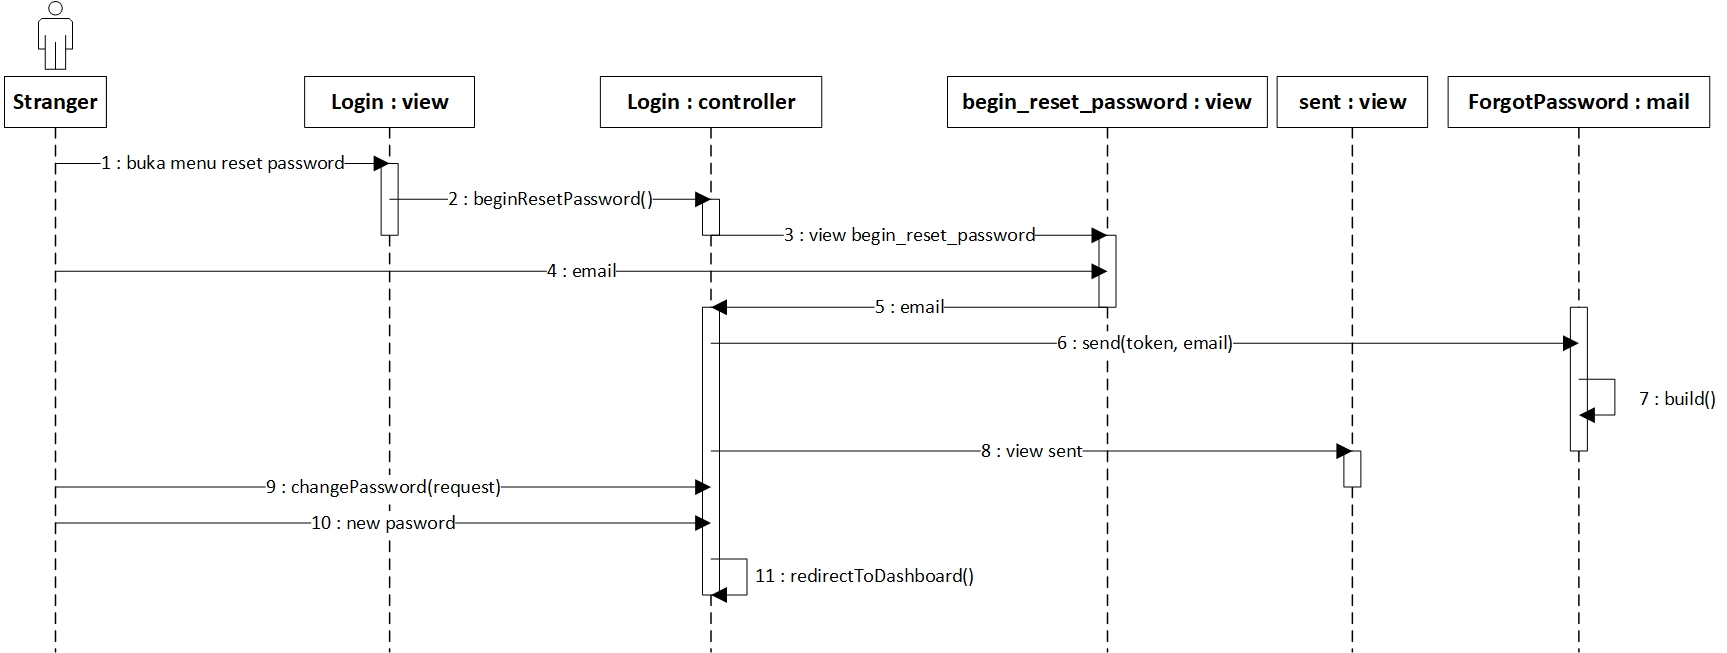 Stranger
Login : view
Login : controller
begin_reset_password : view
sent : view
ForgotPassword : mail
1 : buka menu reset password
2 : beginResetPassword()
3 : view begin_reset_password
4 : email
5 : email
6 : send(token, email)
7 : build()
8 : view sent
9 : changePassword(request)
10 : new pasword
11 : redirectToDashboard()